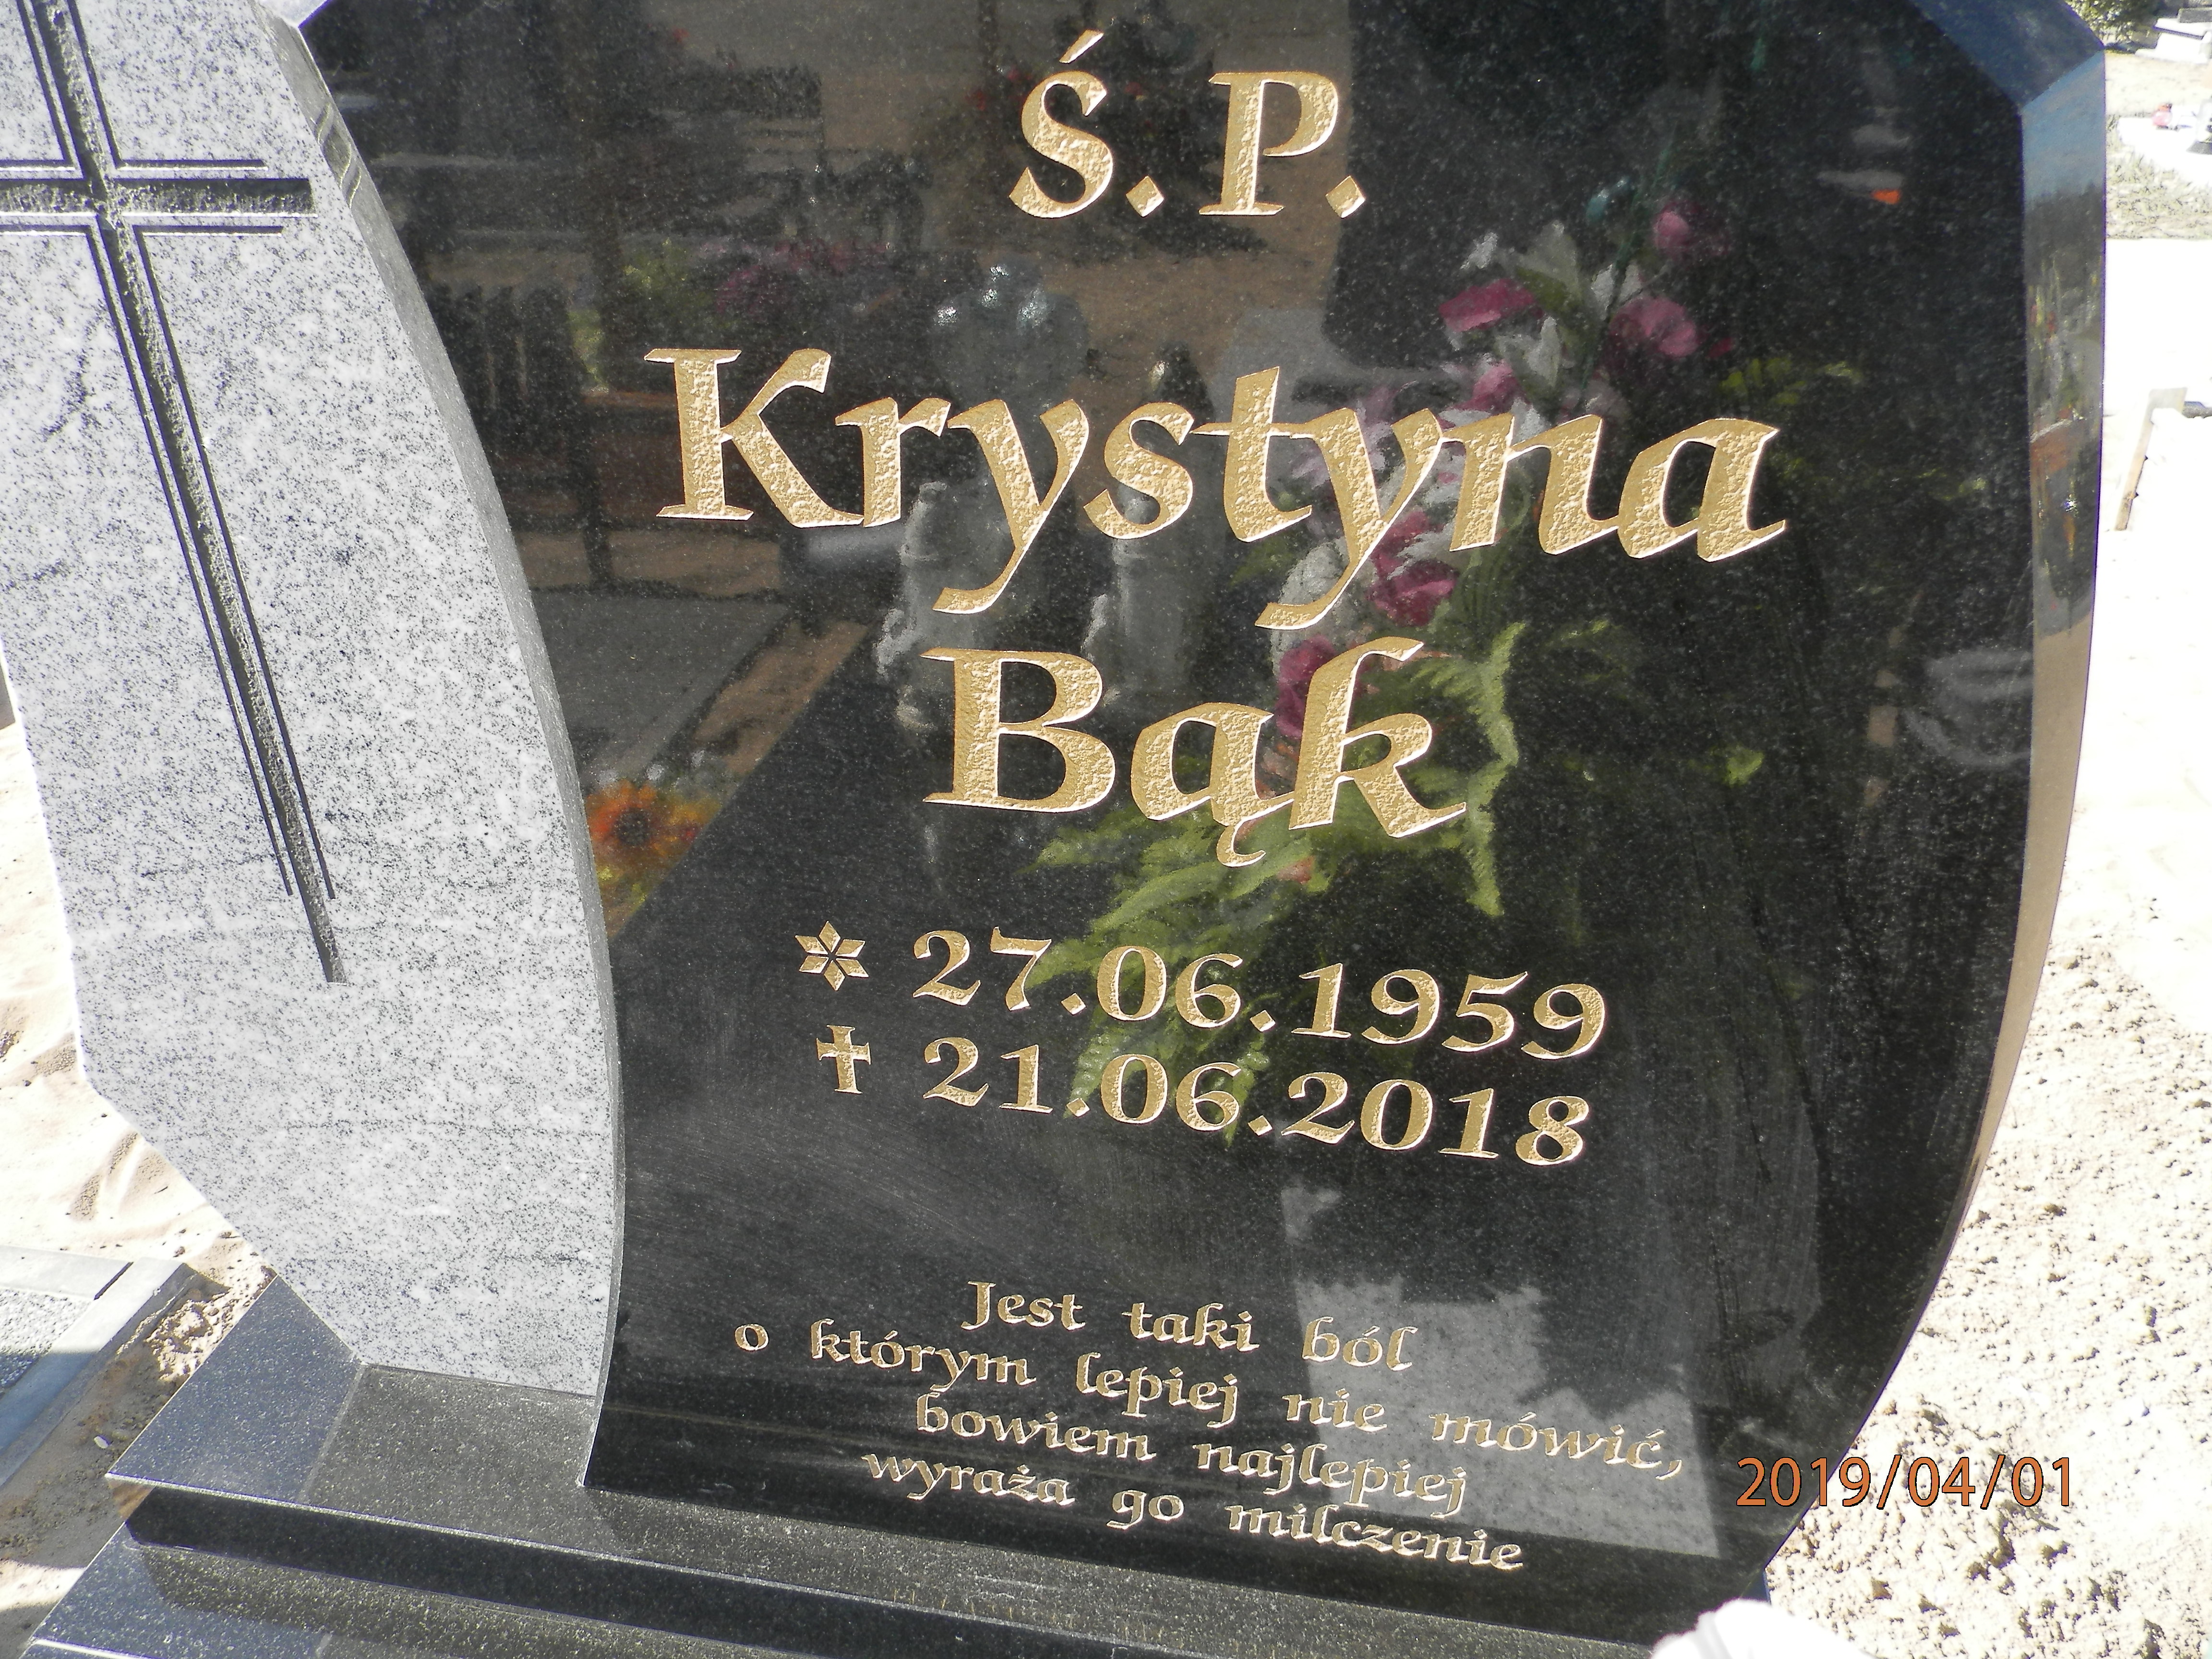 Ś. P.
Krystyna
Bąk
* 27.06.1959
✝ 21.06.2018
Jest taki ból
o którym lepiej nie mówić,
bowiem najlepiej
wyraża go milczenie
2019/04/01